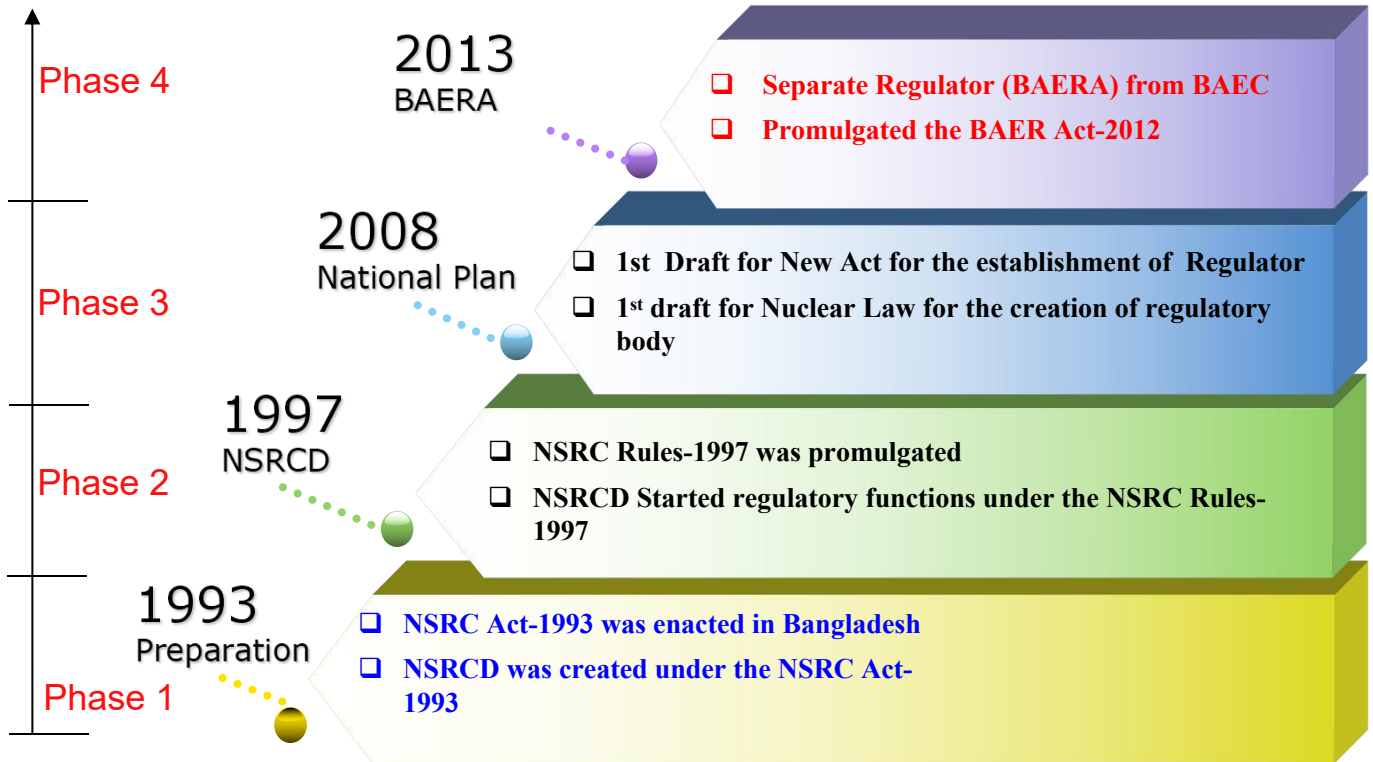 Phase 4
2013
BAERA
❑ Separate Regulator (BAERA) from BAEC
❑ Promulgated the BAER Act-2012
Phase 3
2008
National Plan
❑ 1st Draft for New Act for the establishment of Regulator
❑ 1st draft for Nuclear Law for the creation of regulatory
body
Phase 2
1997
NSRCD
❑ NSRC Rules-1997 was promulgated
❑ NSRCD Started regulatory functions under the NSRC Rules-
1997
Phase 1
1993
Preparation
❑ NSRC Act-1993 was enacted in Bangladesh
❑ NSRCD was created under the NSRC Act-
1993